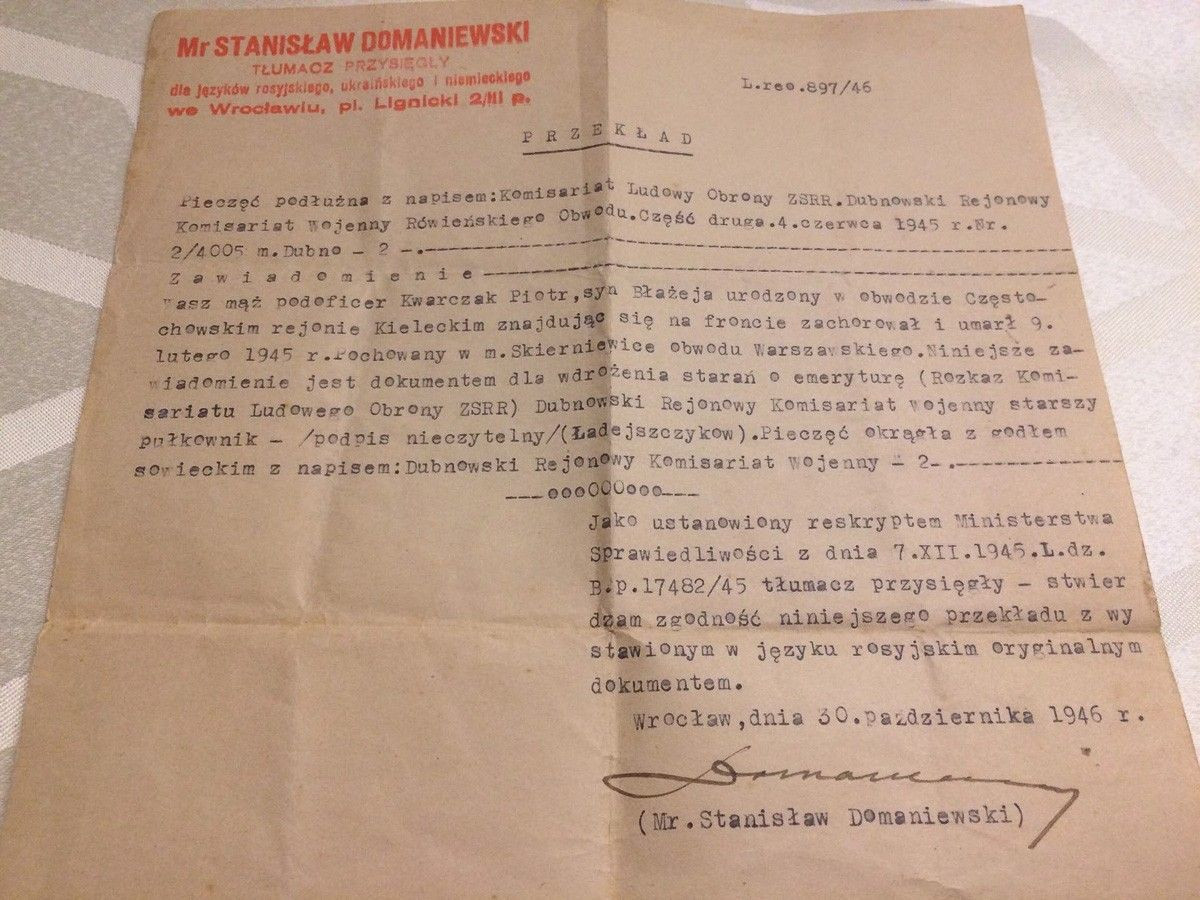 Mr STANISŁAW DOMANIEWSKI
TŁUMACZ PRZYSIĘGŁY
dla języków rosyjskiego, ukraińskiego i niemieckiego
we Wrocławiu, pl. Lignicki 2/III p.
L.reo.897/46
P R Z E K Ł A D
Pieczęć podłużna z napisem:Komisariat Ludowy Obrony ZSRR.Dubnowski Rejonowy
Komisariat Wojenny Rówieńskiego Obwodu.Część druga.4.czerwca 1945 r.Nr.
2/4005 m.Dubno - 2 -.
Z a w i a d o m i e n i e
Wasz mąż podoficer Kwarczak Piotr,syn Błażeja urodzony w obwodzie Często-
chowskim rejonie Kieleckim znajdując się na froncie zachorował i umarł 9.
lutego 1945 r.Pochowany w m.Skierniewice obwodu Warszawskiego.Niniejsze za-
wiadomienie jest dokumentem dla wdrożenia starań o emeryturę (Rozkaz Komi-
sariatu Ludowego Obrony ZSRR) Dubnowski Rejonowy Komisariat Wojenny starszy
pułkownik - /podpis nieczytelny/(Ładejszczykow).Pieczęć okrągła z godłem
sowieckim z napisem:Dubnowski Rejonowy Komisariat Wojenny - 2-.
---oooOOOooo---
Jako ustanowiony reskryptem Ministerstwa
Sprawiedliwości z dnia 7.XII.1945.L.dz.
B.p.17482/45 tłumacz przysięgły - stwier
dzam zgodność niniejszego przekładu z wy
stawionym w języku rosyjskim oryginalnym
dokumentem.
Wrocław,dnia 30.października 1946 r.
Domaniewski
(Mr.Stanisław Domaniewski)